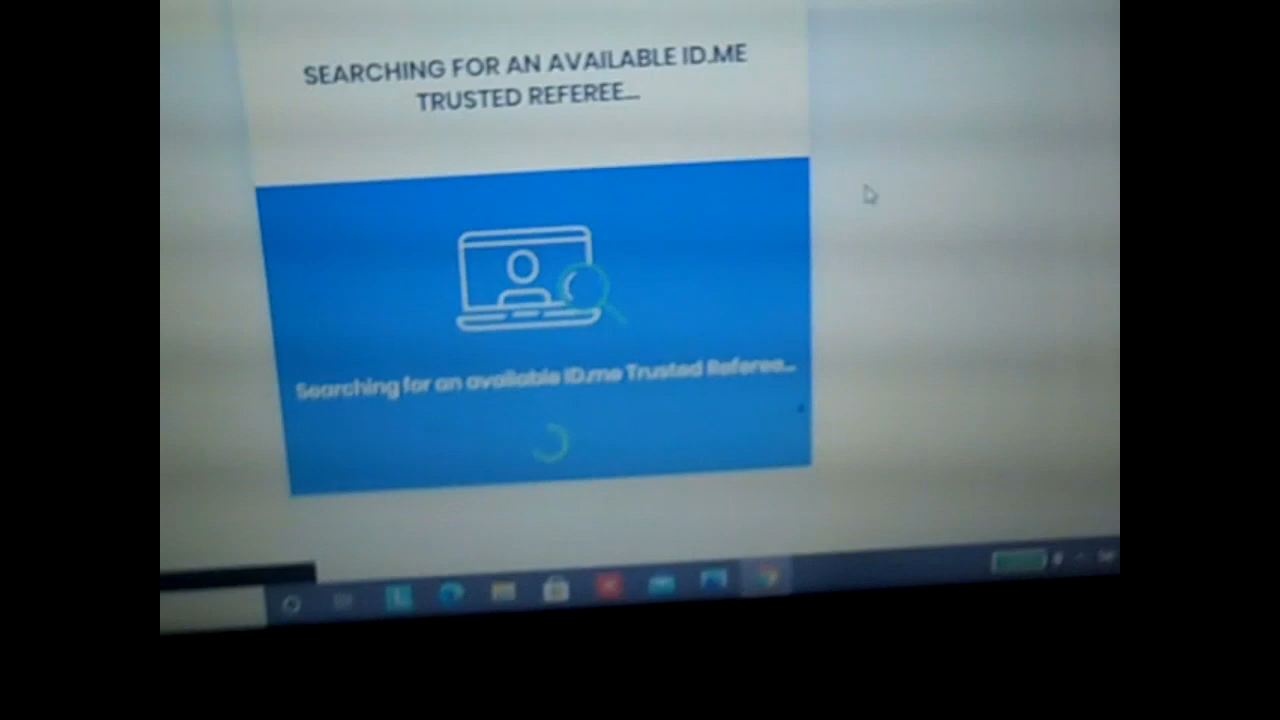 SEARCHING FOR AN AVAILABLE ID.ME
TRUSTED REFEREE...
Searching for an available ID.me Trusted Referee...